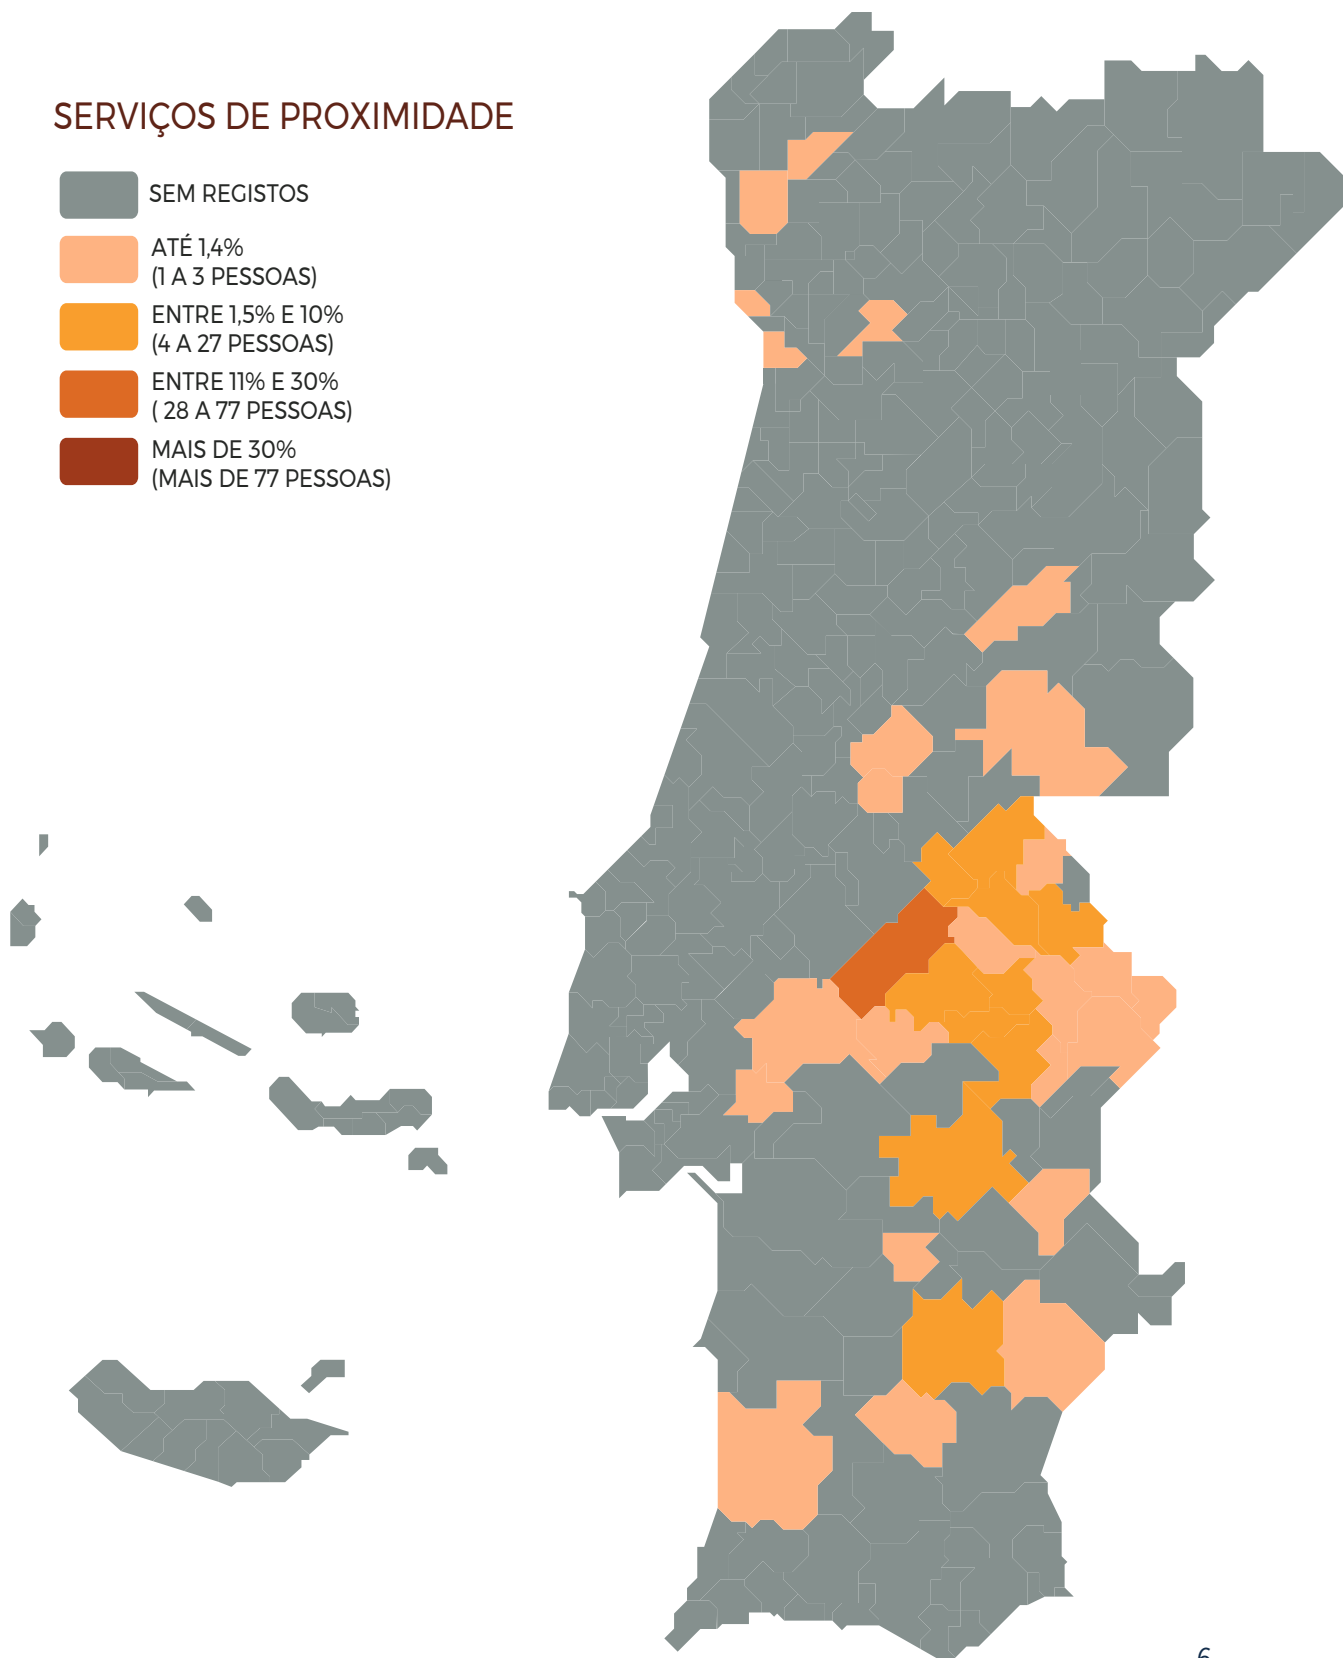 SERVIÇOS DE PROXIMIDADE
SEM REGISTOS
ATÉ 1,4%
(1 A 3 PESSOAS)
ENTRE 1,5% E 10%
(4 A 27 PESSOAS)
ENTRE 11% E 30%
( 28 A 77 PESSOAS)
MAIS DE 30%
(MAIS DE 77 PESSOAS)
6